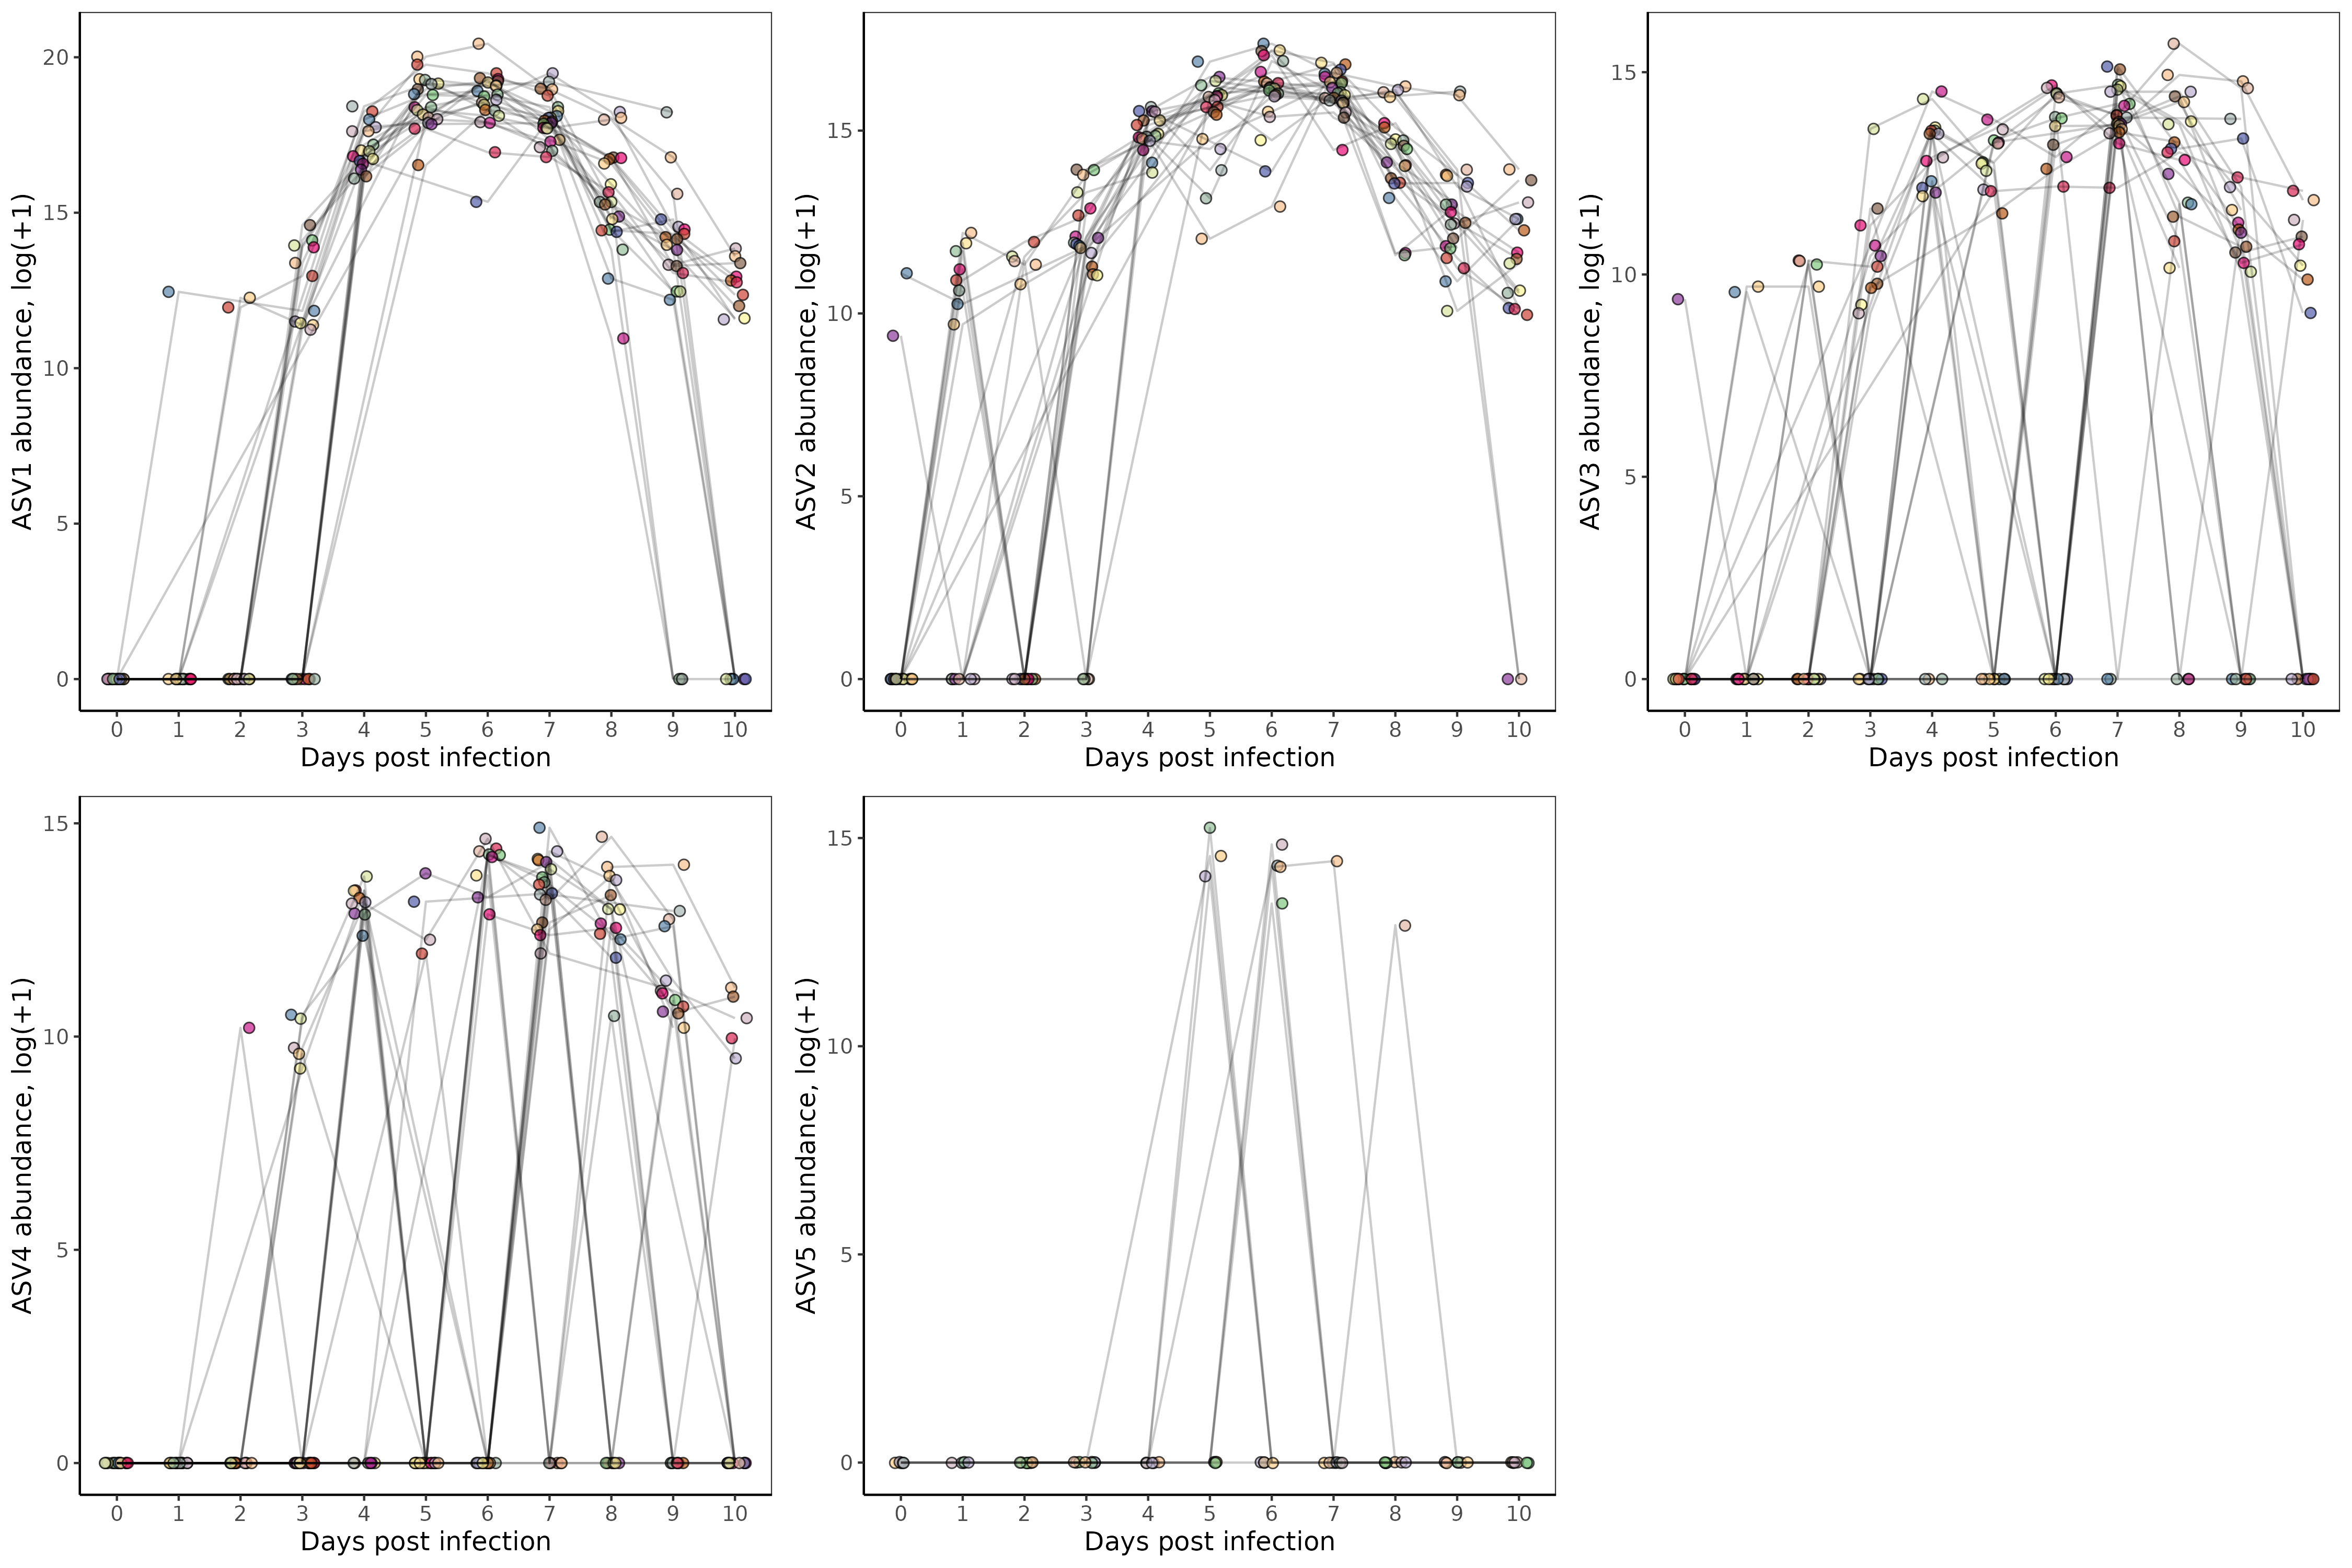 ASV1 abundance, log(+1)
20
15
10
5
0
0 1 2 3 4 5 6 7 8 9 10
Days post infection
ASV2 abundance, log(+1)
15
10
5
0
0 1 2 3 4 5 6 7 8 9 10
Days post infection
ASV3 abundance, log(+1)
15
10
5
0
0 1 2 3 4 5 6 7 8 9 10
Days post infection
ASV4 abundance, log(+1)
15
10
5
0
0 1 2 3 4 5 6 7 8 9 10
Days post infection
ASV5 abundance, log(+1)
15
10
5
0
0 1 2 3 4 5 6 7 8 9 10
Days post infection